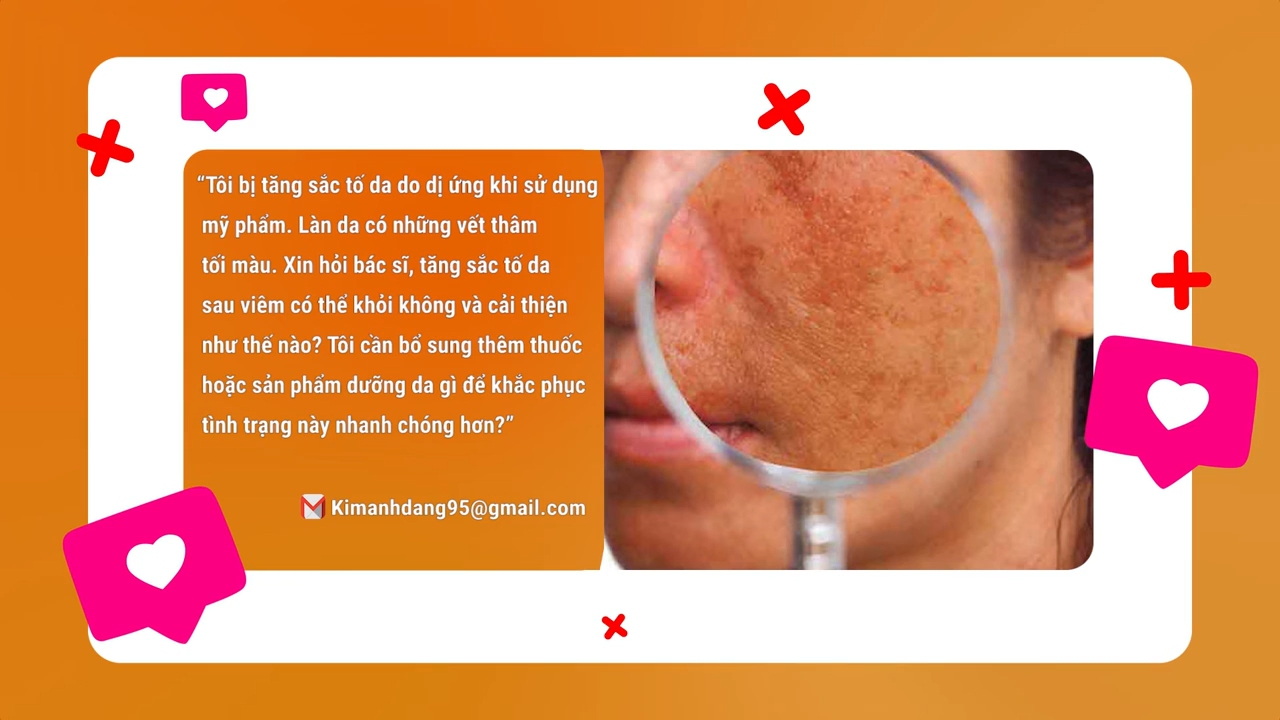 “Tôi bị tăng sắc tố da do dị ứng khi sử dụng
mỹ phẩm. Làn da có những vết thâm
tối màu. Xin hỏi bác sĩ, tăng sắc tố da
sau viêm có thể khỏi không và cải thiện
như thế nào? Tôi cần bổ sung thêm thuốc
hoặc sản phẩm dưỡng da gì để khắc phục
tình trạng này nhanh chóng hơn?”
Kimanhdang95@gmail.com